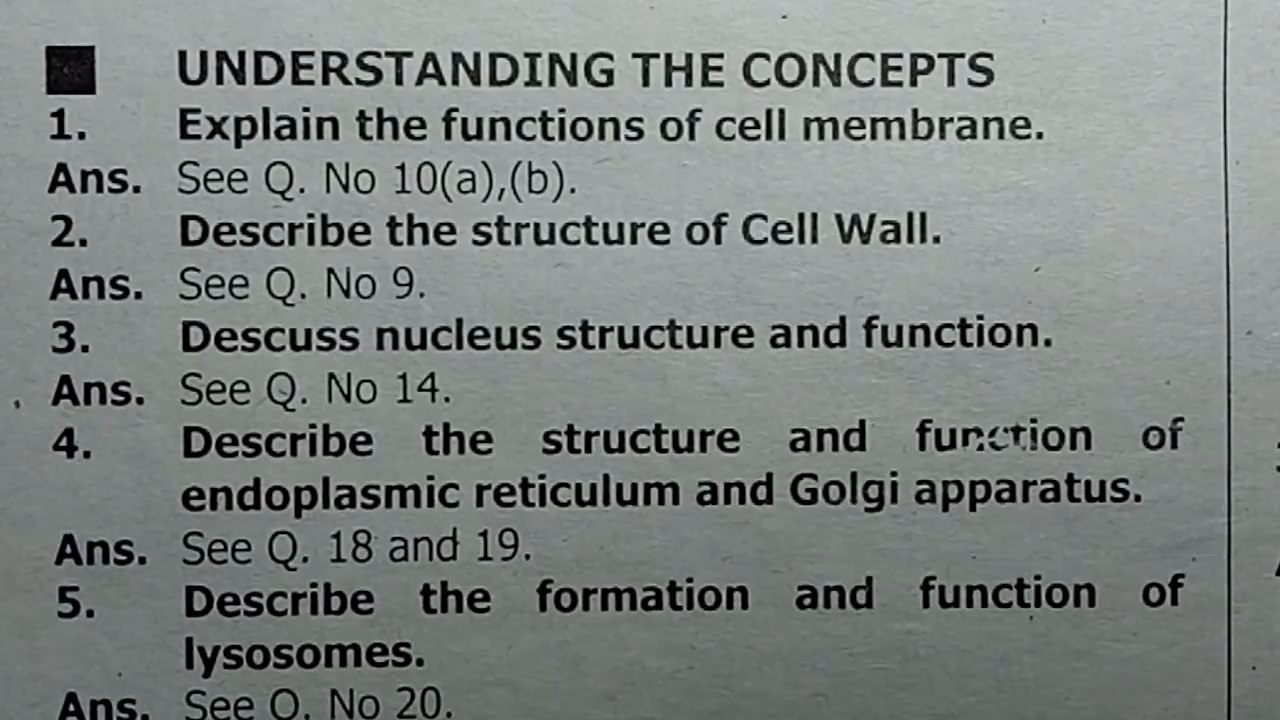 UNDERSTANDING THE CONCEPTS
1. Explain the functions of cell membrane.
Ans. See Q. No 10(a),(b).
2. Describe the structure of Cell Wall.
Ans. See Q. No 9.
3. Descuss nucleus structure and function.
Ans. See Q. No 14.
4. Describe the structure and function of
endoplasmic reticulum and Golgi apparatus.
Ans. See Q. 18 and 19.
5. Describe the formation and function of
lysosomes.
Ans. See Q. No 20.